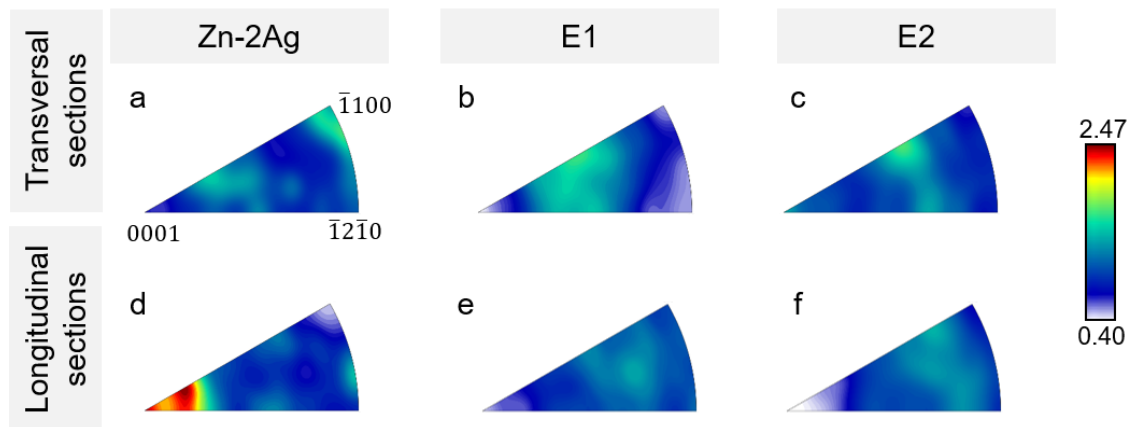 Zn-2Ag
E1
E2
Transversal
sections
a
b
c
1̅100
0001
1̅21̅0
2.47
0.40
Longitudinal
sections
d
e
f